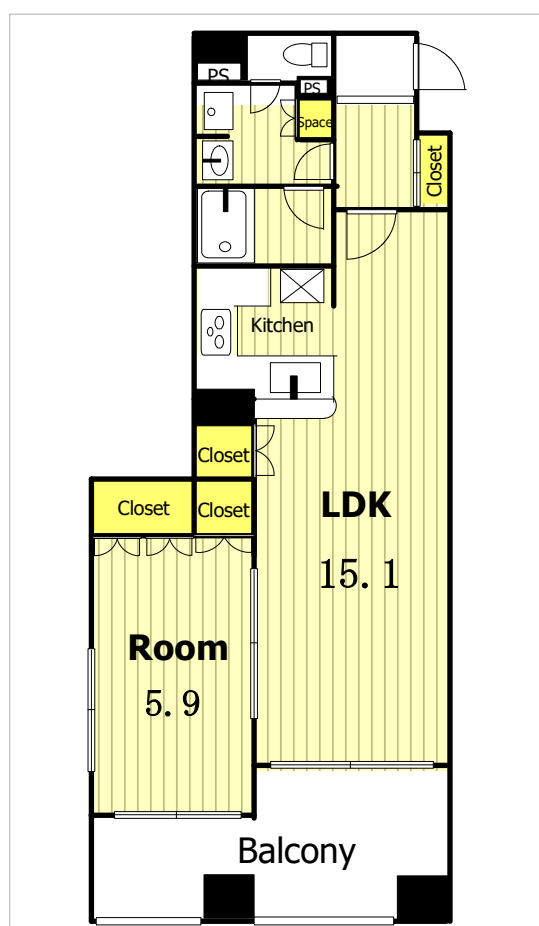 PS
PS
Space
Closet
Kitchen
Closet
Closet
Closet
LDK
15.1
Room
5.9
Balcony